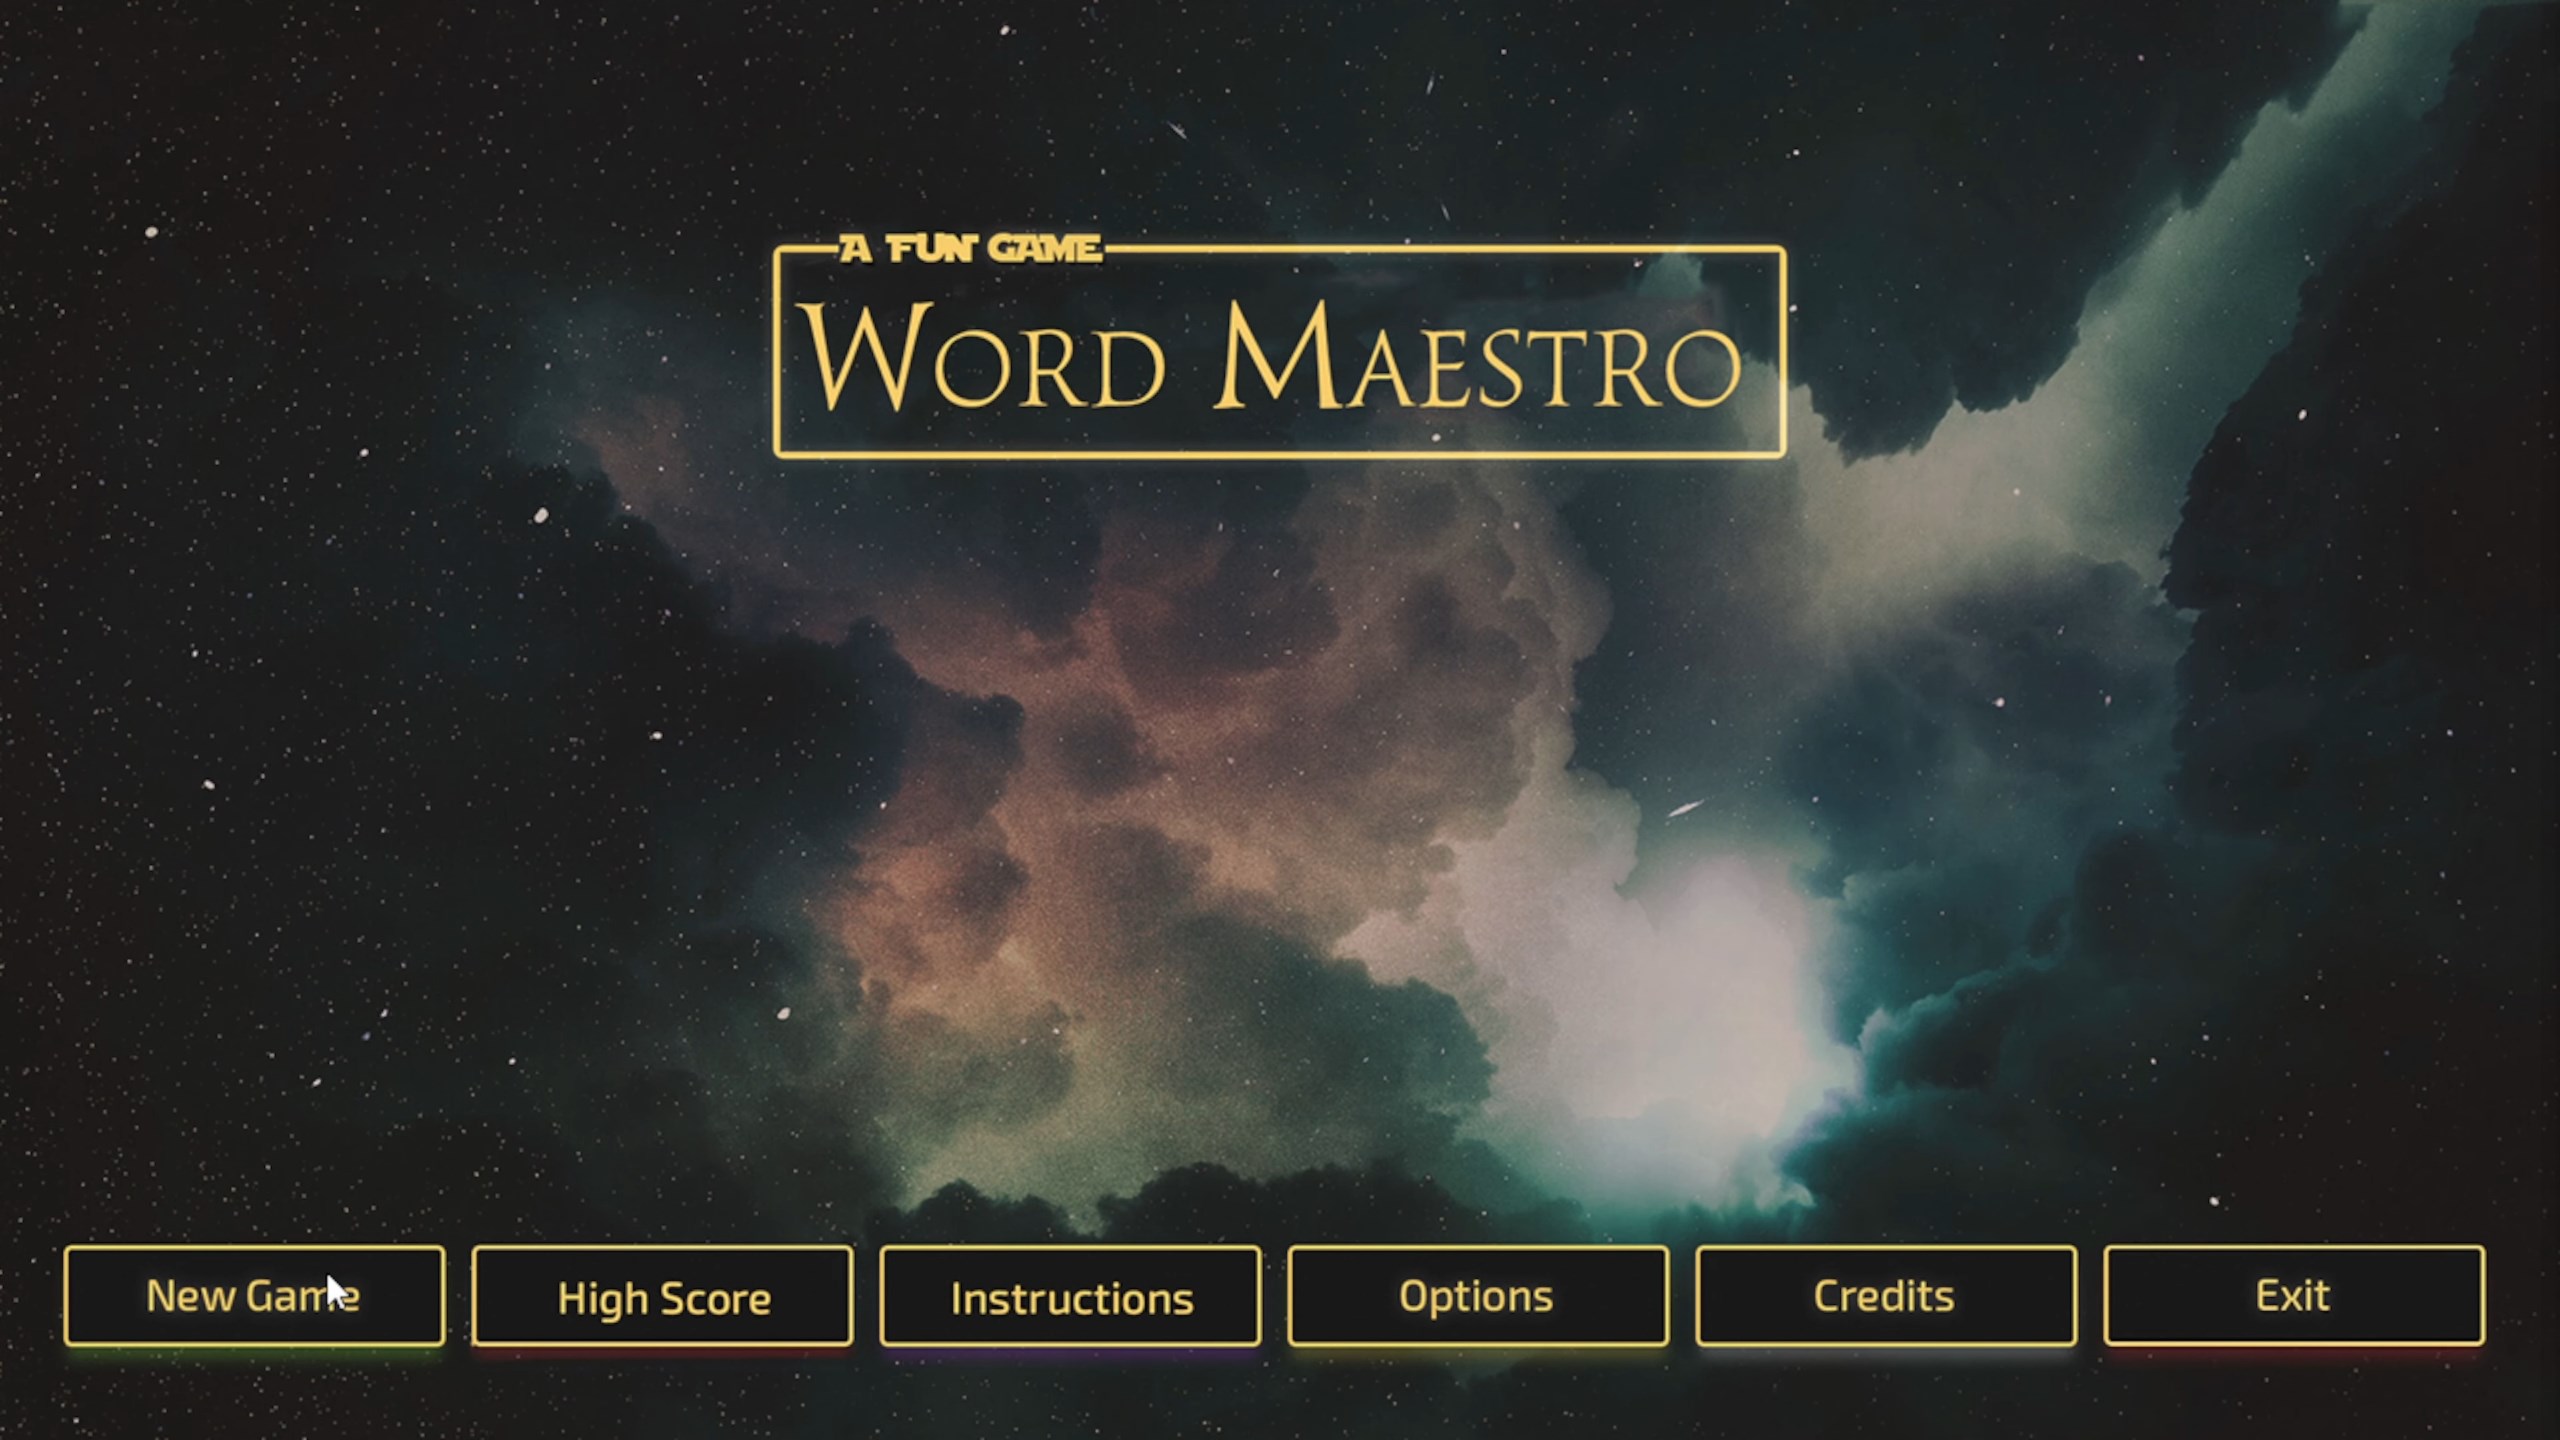 A FUN GAME
WORD MAESTRO
New Game
High Score
Instructions
Options
Credits
Exit